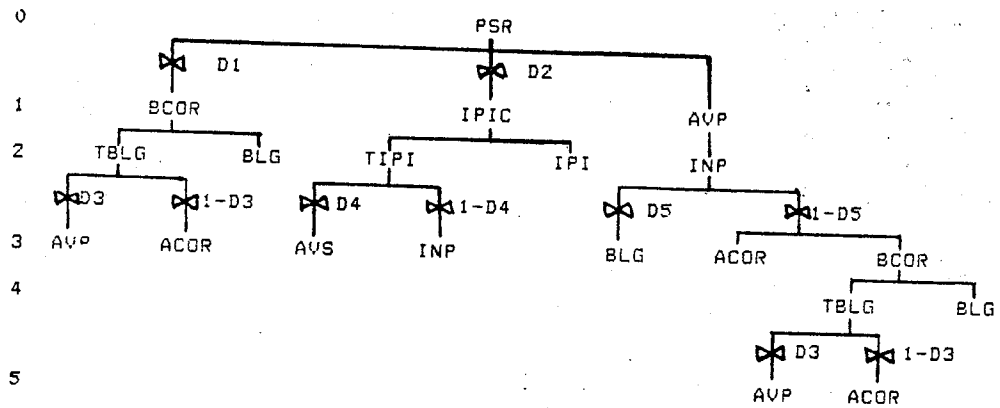 0
PSR
D1
D2
1
BCOR
IPIC
AVP
2
TBLG
BLG
TIPI
IPI
INP
D3
1-D3
D4
1-D4
D5
1-D5
3
AVP
ACOR
AVS
INP
BLG
ACOR
BCOR
4
TBLG
BLG
D3
1-D3
5
AVP
ACOR